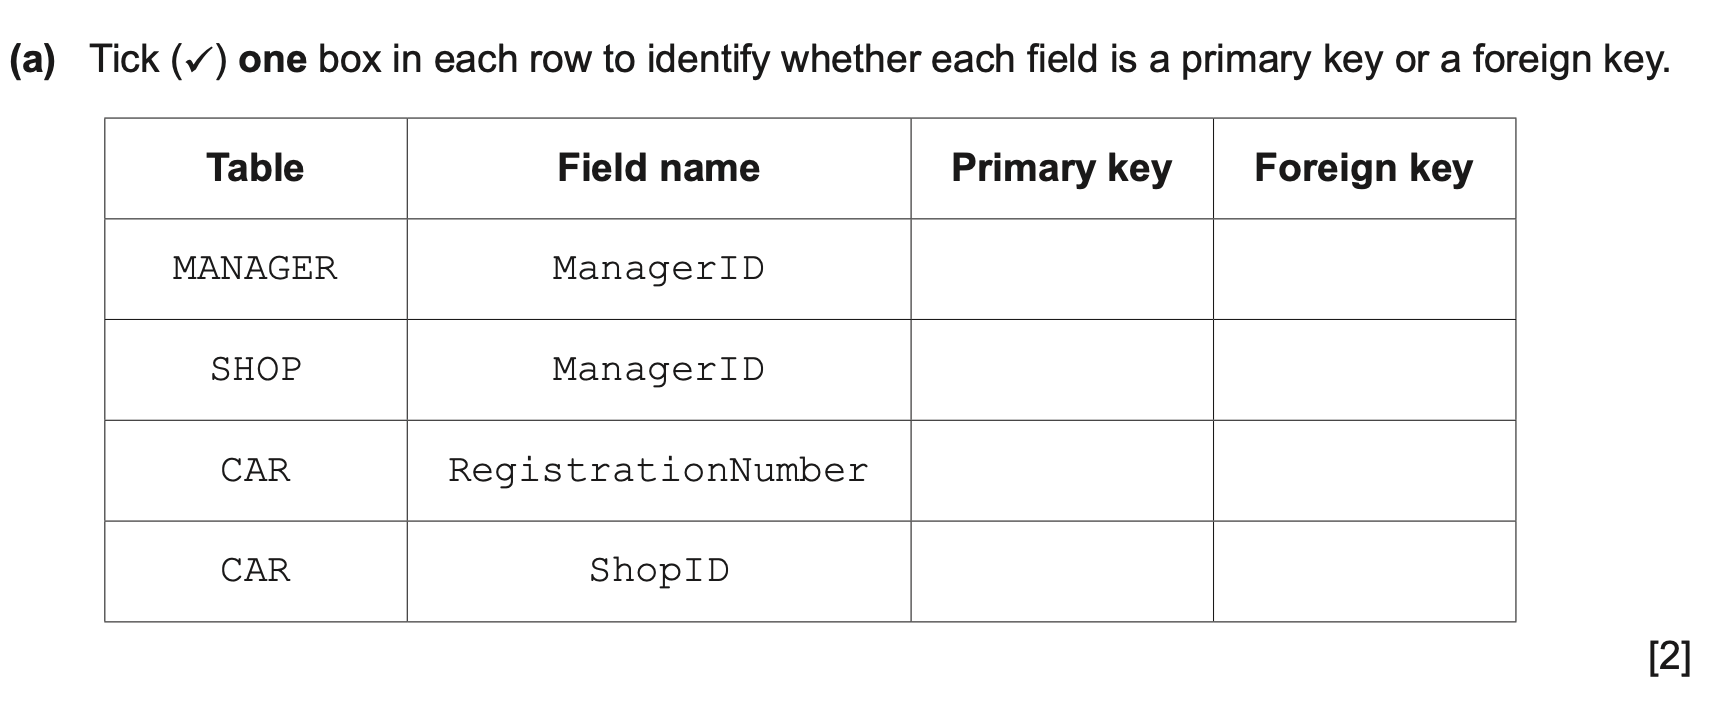 (a) Tick (✓) one box in each row to identify whether each field is a primary key or a foreign key.
Table Field name Primary key Foreign key
MANAGER ManagerID
SHOP ManagerID
CAR RegistrationNumber
CAR ShopID
[2]